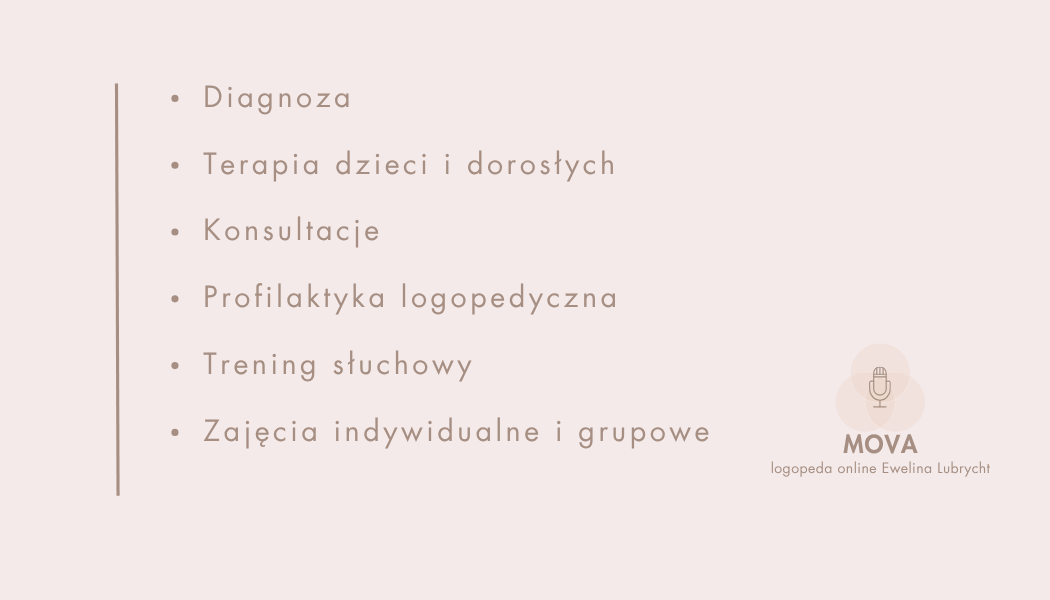 • Diagnoza
• Terapia dzieci i dorosłych
• Konsultacje
• Profilaktyka logopedyczna
• Trening słuchowy
• Zajęcia indywidualne i grupowe
MOVA
logopeda online Ewelina Lubrycht